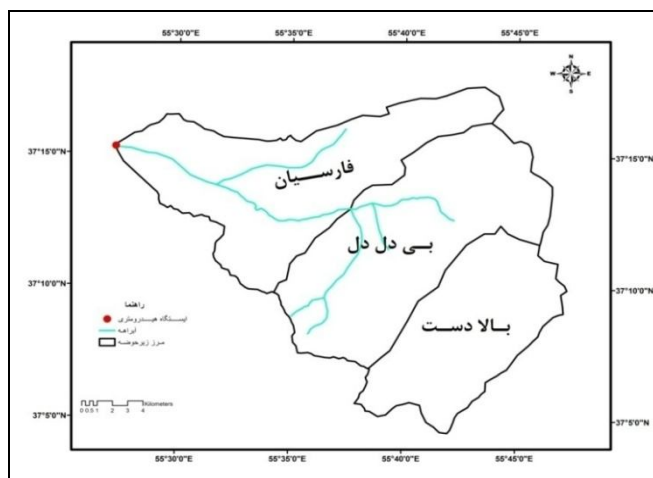 55°30'0"E 55°35'0"E 55°40'0"E 55°45'0"E
N
W E
S
37°15'0"N 37°15'0"N
فارسیان
بی دل دل
37°10'0"N 37°10'0"N
بالا دست
راهنما
ایستگاه هیدرومتری
آبراهه
مرز زیرحوضه
Kilometers
0 0.5 1 2 3 4
37°5'0"N 37°5'0"N
55°30'0"E 55°35'0"E 55°40'0"E 55°45'0"E